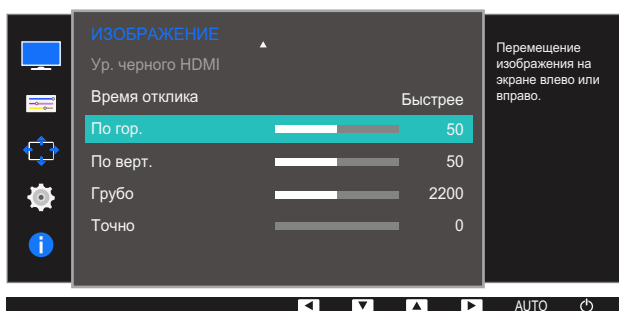 ИЗОБРАЖЕНИЕ
Ур. черного HDMI
Время отклика Быстрее
По гор. 50
По верт. 50
Грубо 2200
Точно 0
Перемещение
изображения на
экране влево или
вправо.
AUTO